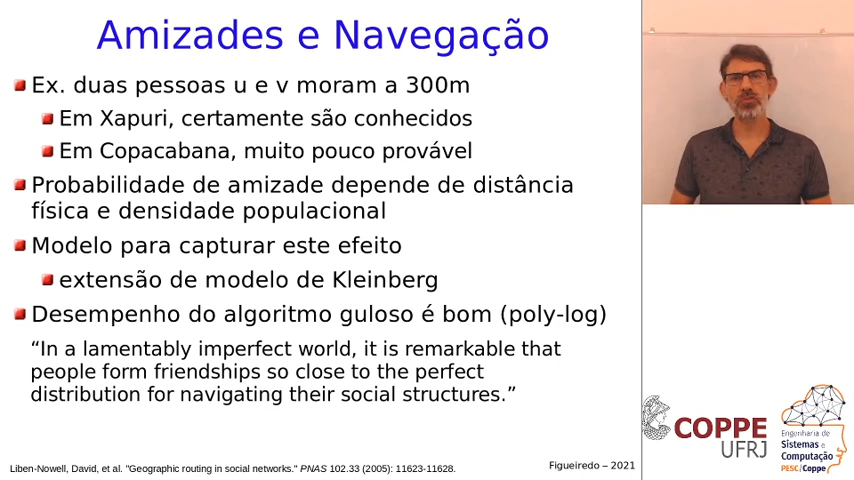 Amizades e Navegação
Ex. duas pessoas u e v moram a 300m
Em Xapuri, certamente são conhecidos
Em Copacabana, muito pouco provável
Probabilidade de amizade depende de distância
física e densidade populacional
Modelo para capturar este efeito
extensão de modelo de Kleinberg
Desempenho do algoritmo guloso é bom (poly-log)
“In a lamentably imperfect world, it is remarkable that
people form friendships so close to the perfect
distribution for navigating their social structures.”
Liben-Nowell, David, et al. "Geographic routing in social networks." PNAS 102.33 (2005): 11623-11628.
Figueiredo – 2021
COPPE
UFRJ
Engenharia de
Sistemas e
Computação
PESC/Coppe